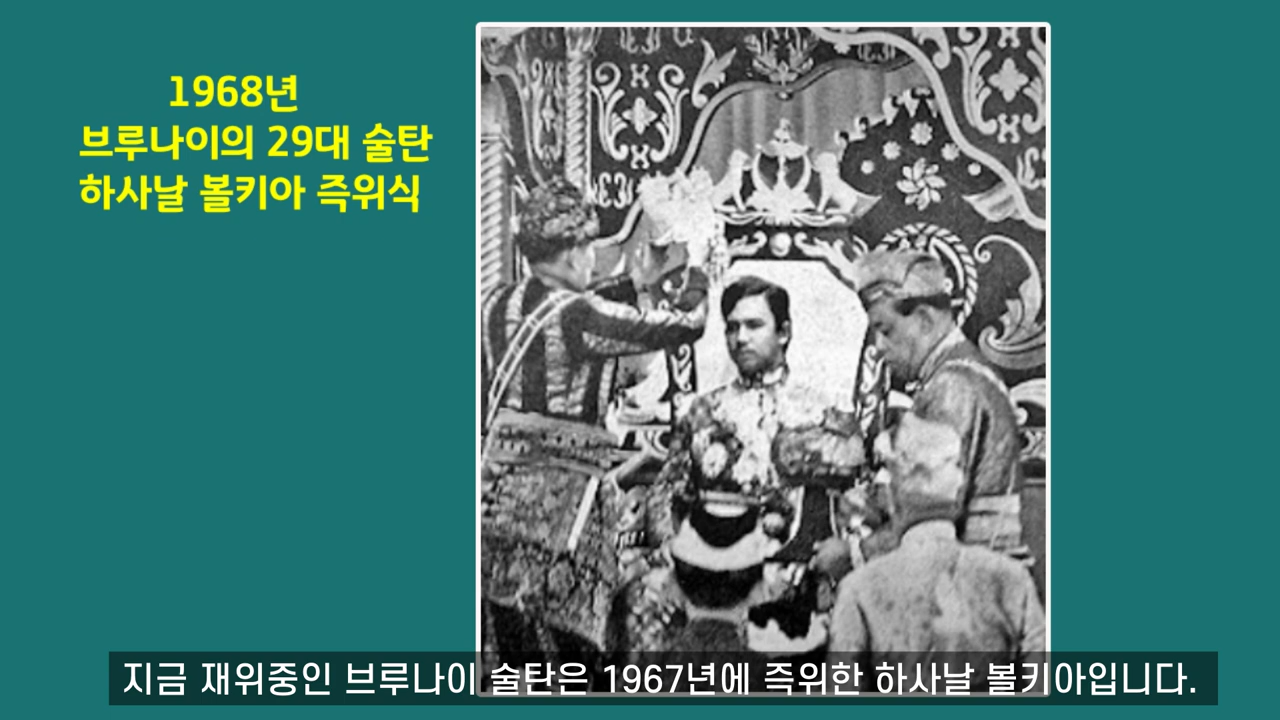 1968년
브루나이의 29대 술탄
하사날 볼키아 즉위식
지금 재위중인 브루나이 술탄은 1967년에 즉위한 하사날 볼키아입니다.